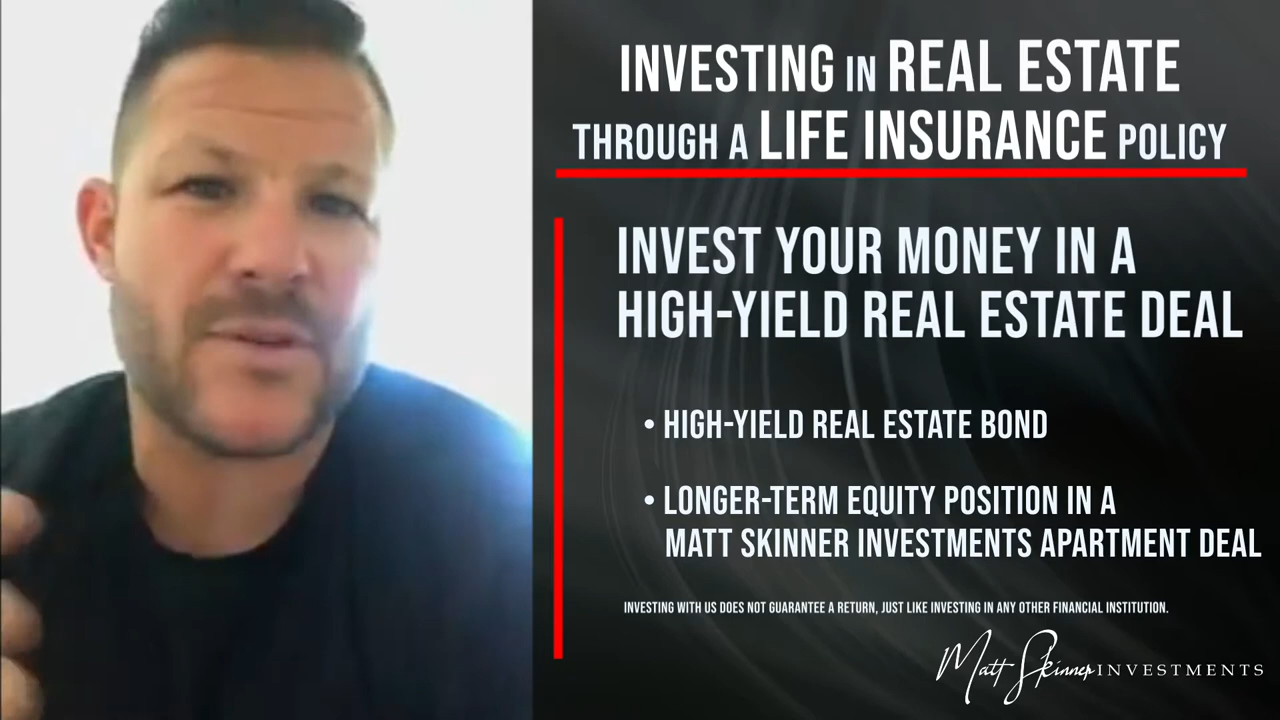 INVESTING IN REAL ESTATE
THROUGH A LIFE INSURANCE POLICY
INVEST YOUR MONEY IN A
HIGH-YIELD REAL ESTATE DEAL
• HIGH-YIELD REAL ESTATE BOND
• LONGER-TERM EQUITY POSITION IN A
MATT SKINNER INVESTMENTS APARTMENT DEAL
INVESTING WITH US DOES NOT GUARANTEE A RETURN, JUST LIKE INVESTING IN ANY OTHER FINANCIAL INSTITUTION.
Matt Skinner INVESTMENTS